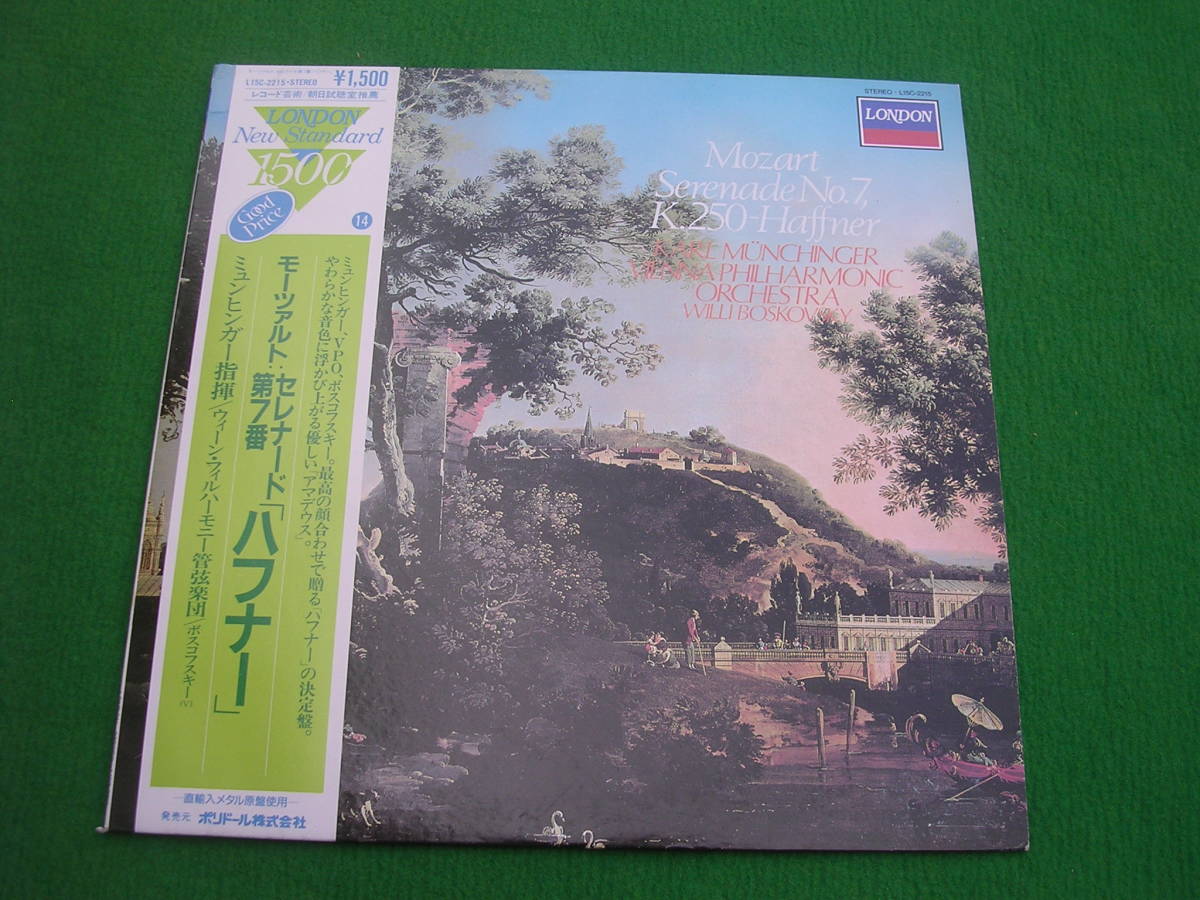 L15C-2215・STEREO ¥1,500
レコード芸術/朝日試聴室推薦
LONDON
New Standard
1500
Good
Price
14
ミュンヒンガー、VPO、ボスコフスキー。最高の顔合わせで贈る「ハフナー」の決定盤。
やわらかな音色に浮かび上がる優しい「アマデウス」。
モーツァルト:セレナード「ハフナー」
第7番
ミュンヒンガー指揮/ウィーン・フィルハーモニー管弦楽団/ボスコフスキー(V)
—直輸入メタル原盤使用—
発売元 ポリドール株式会社
STEREO・L15C-2215
LONDON
Mozart
Serenade No.7,
K.250-Haffner
KARL MÜNCHINGER
VIENNA PHILHARMONIC
ORCHESTRA
WILLI BOSKOVSKY